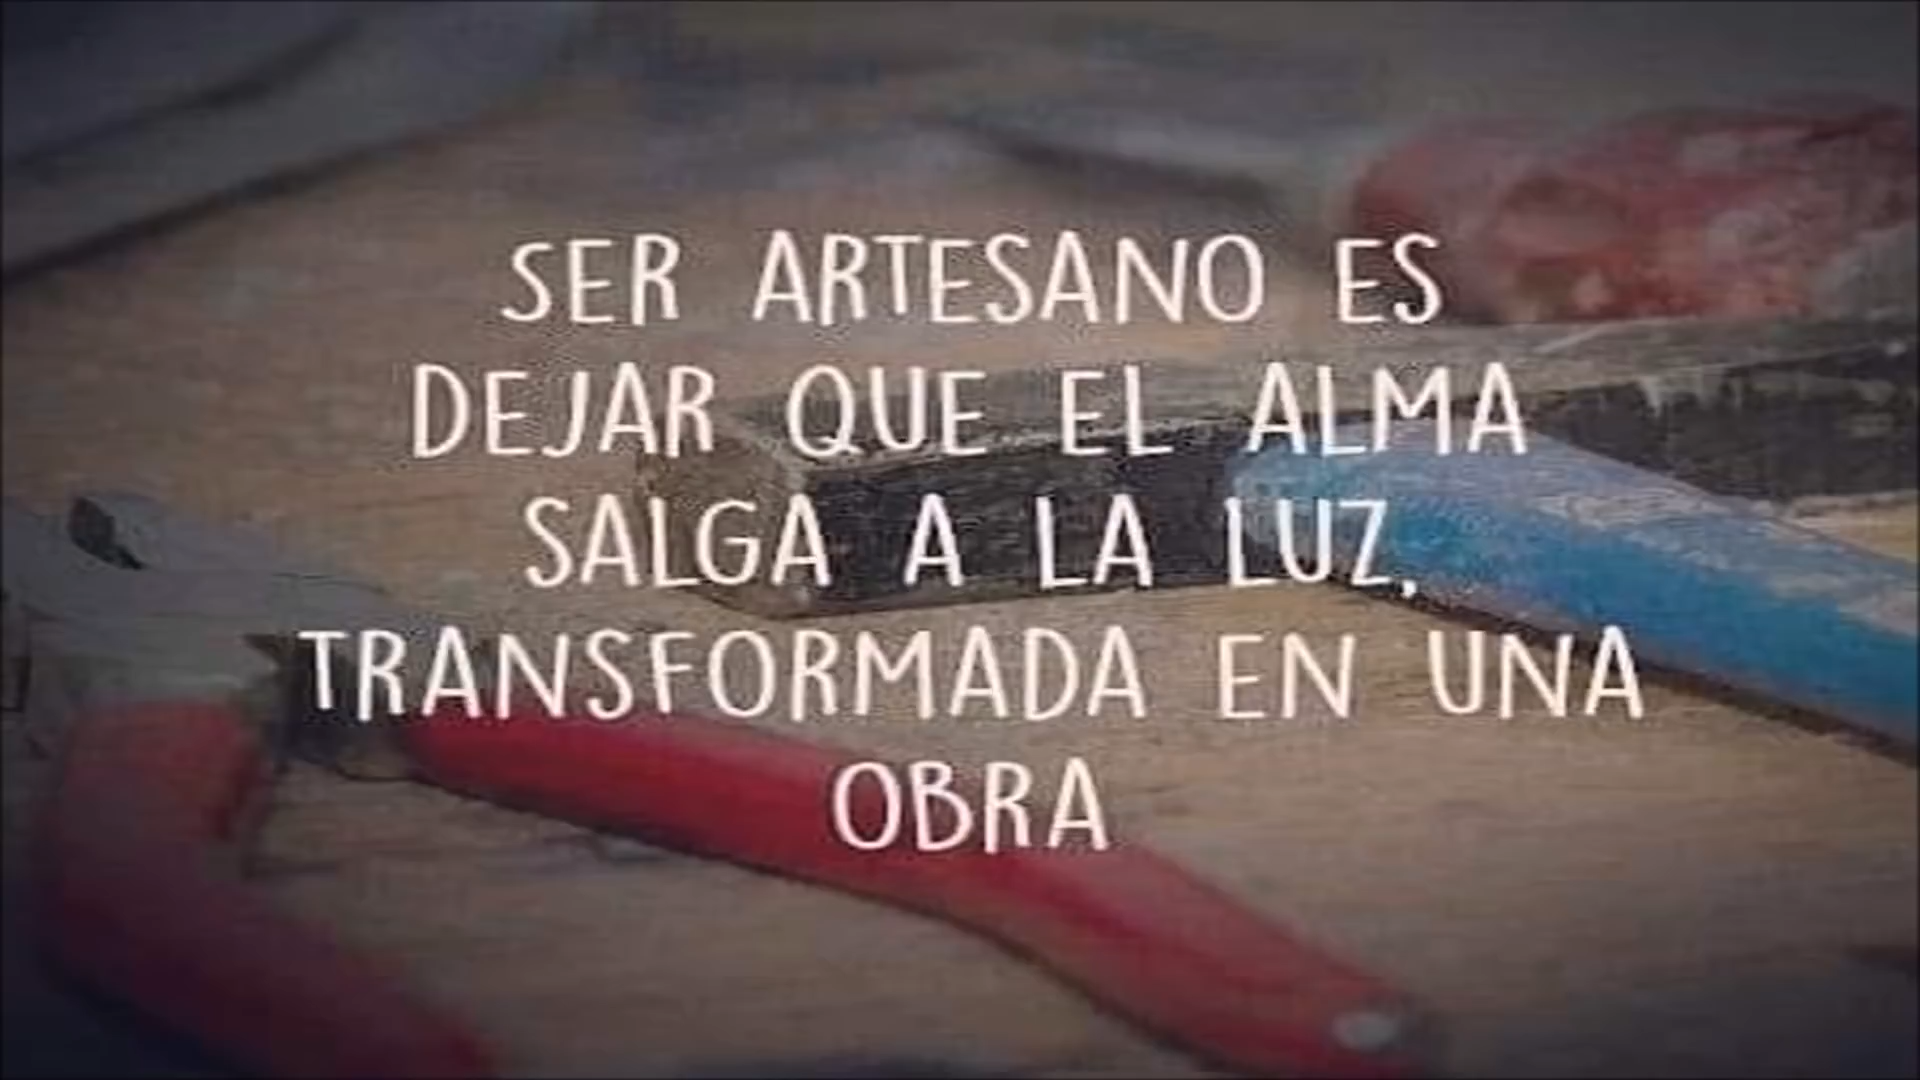 SER ARTESANO ES
DEJAR QUE EL ALMA
SALGA A LA LUZ,
TRANSFORMADA EN UNA
OBRA